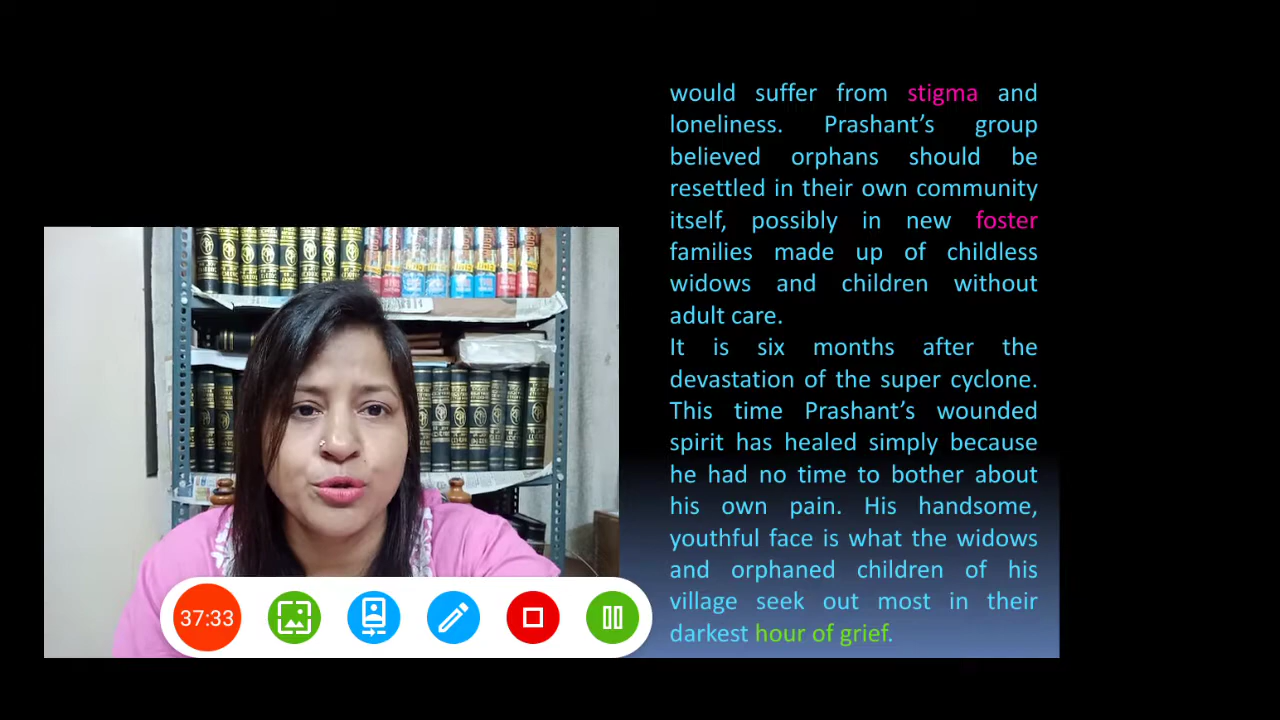 would suffer from stigma and
loneliness. Prashant’s group
believed orphans should be
resettled in their own community
itself, possibly in new foster
families made up of childless
widows and children without
adult care.
It is six months after the
devastation of the super cyclone.
This time Prashant’s wounded
spirit has healed simply because
he had no time to bother about
his own pain. His handsome,
youthful face is what the widows
and orphaned children of his
village seek out most in their
darkest hour of grief.
37:33